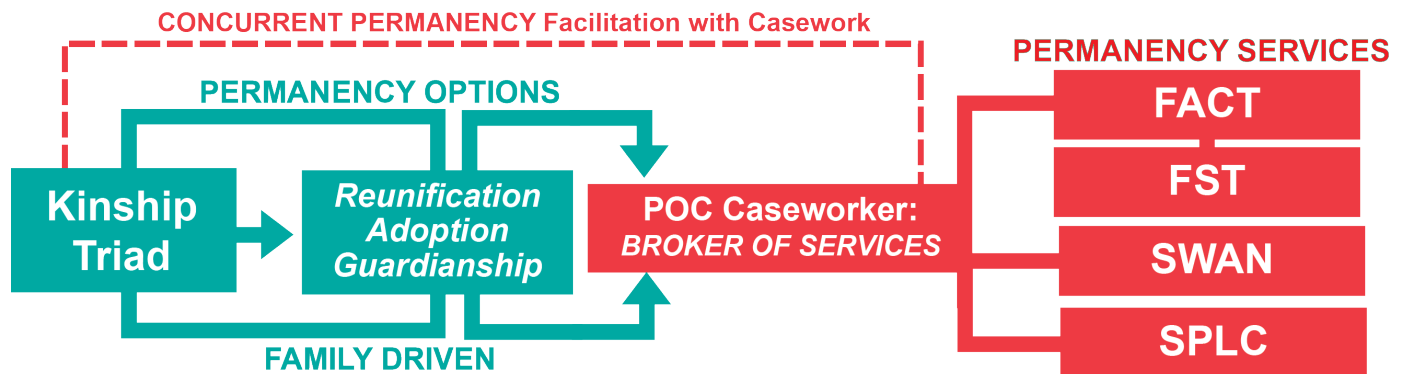 CONCURRENT PERMANENCY Facilitation with Casework
PERMANENCY SERVICES
PERMANENCY OPTIONS
Kinship
Triad
Reunification
Adoption
Guardianship
FAMILY DRIVEN
POC Caseworker:
BROKER OF SERVICES
FACT
FST
SWAN
SPLC